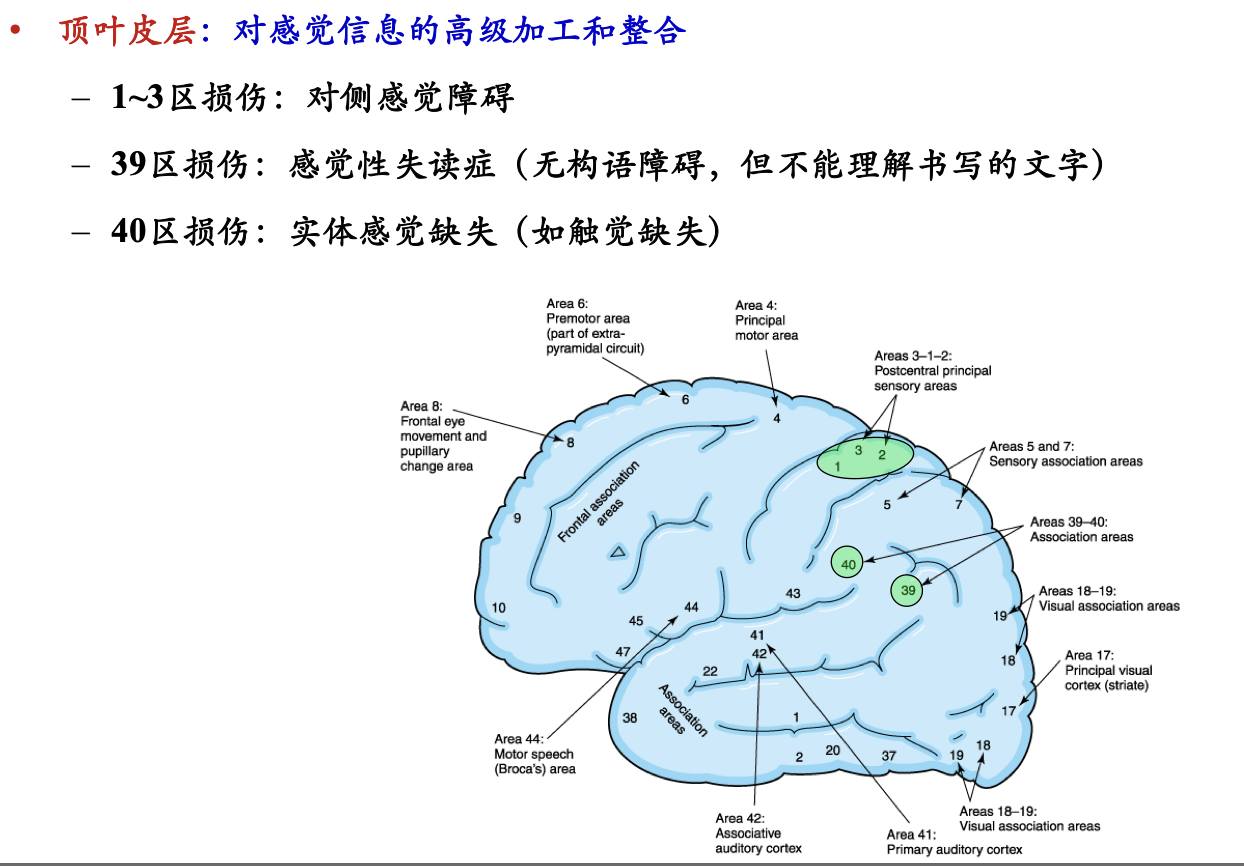 • 顶叶皮层：对感觉信息的高级加工和整合
– 1~3区损伤：对侧感觉障碍
– 39区损伤：感觉性失读症（无构语障碍，但不能理解书写的文字）
– 40区损伤：实体感觉缺失（如触觉缺失）
Area 6:
Premotor area
(part of extra-
pyramidal circuit)
Area 4:
Principal
motor area
Areas 3–1–2:
Postcentral principal
sensory areas
Area 8:
Frontal eye
movement and
pupillary
change area
Areas 5 and 7:
Sensory association areas
Areas 39–40:
Association areas
Areas 18–19:
Visual association areas
Area 17:
Principal visual
cortex (striate)
6
4
8
3
2
1
5
7
9
Frontal association
areas
40
39
10
45
44
43
19
41
42
47
22
18
17
38
Association
areas
1
2
20
37
19
18
Area 44:
Motor speech
(Broca's) area
Area 42:
Associative
auditory cortex
Area 41:
Primary auditory cortex
Areas 18–19:
Visual association areas